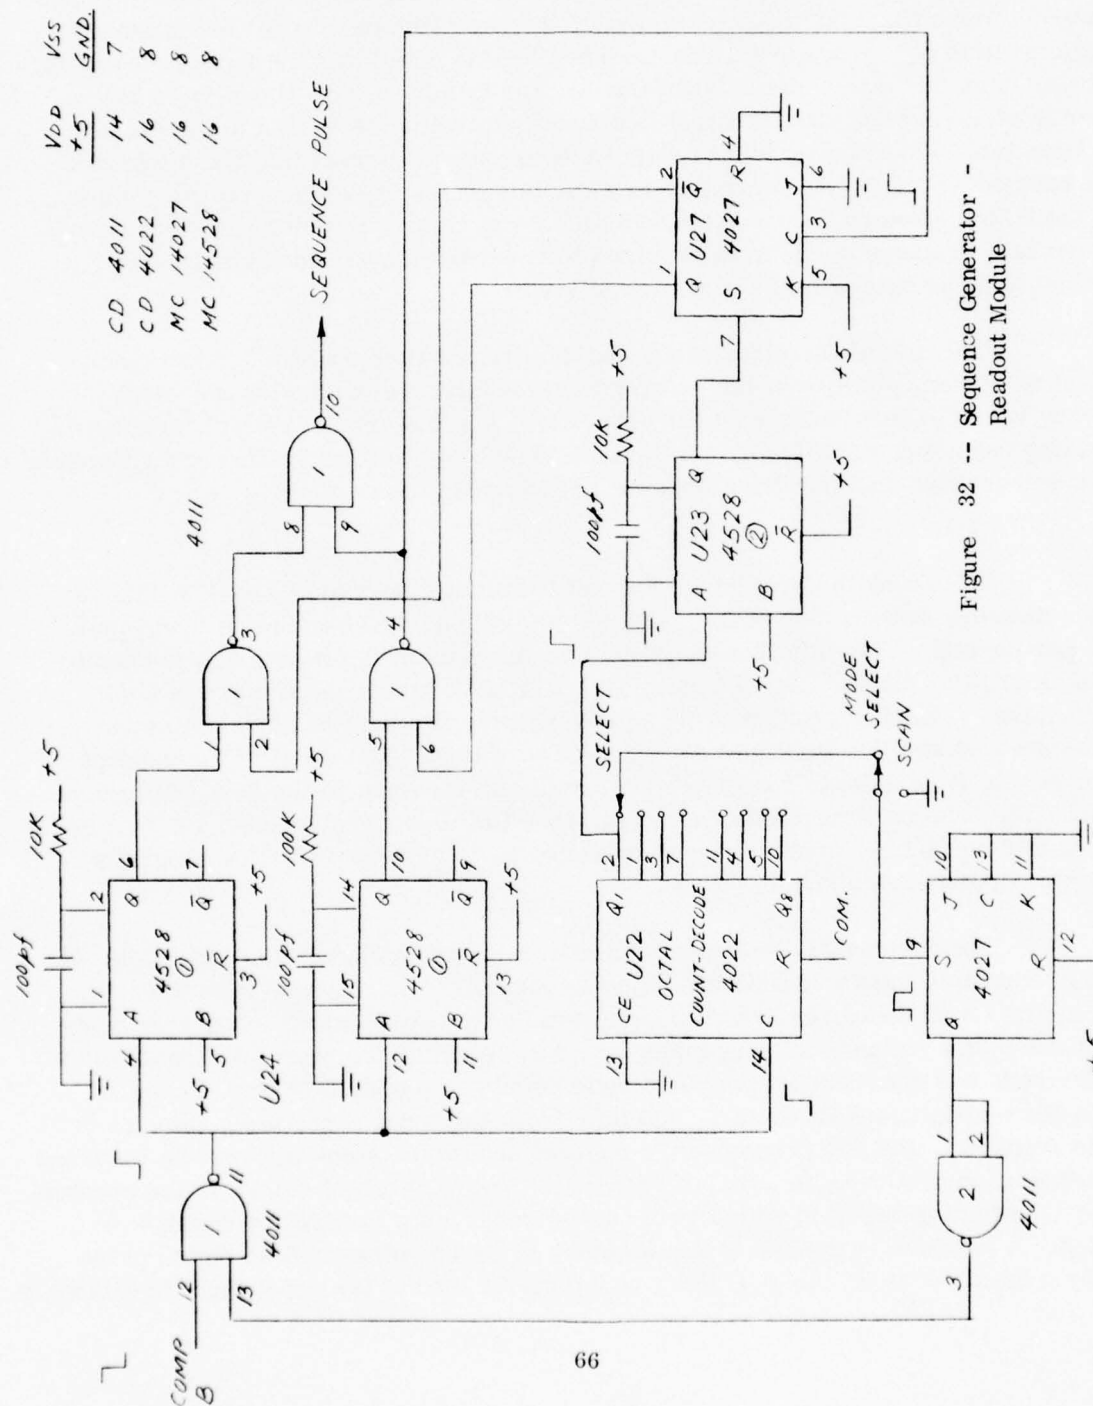 VDD VSS
+5 GND.
CD 4011 14 7
CD 4022 16 8
MC 14027 16 8
MC 14528 16 8
COMP
B
12
13
1
11
4011
100pf
10K
+5
1
2
4
A
Q
6
4528
①
Q̄
7
B
R̄
5
3
+5
+5
U24
100pf
100K
+5
15
14
12
A
Q
10
4528
①
Q̄
9
B
R̄
11
13
+5
+5
1
2
1
3
4011
5
6
1
4
8
9
1
10
SEQUENCE PULSE
13
CE
Q1
U22
OCTAL
COUNT-DECODE
4022
C
R
Q8
14
COM.
2
1
3
7
11
4
5
10
SELECT
MODE
SELECT
SCAN
100pf
10K
+5
A
Q
U23
4528
②
B
R̄
+5
+5
7
1
2
Q
Q̄
U27
S
4027
R
4
K
C
J
5
3
6
+5
9
Q
S
J
10
4027
C
13
R
K
11
12
+5
1
2
2
3
4011
Figure 32 -- Sequence Generator -
Readout Module
66